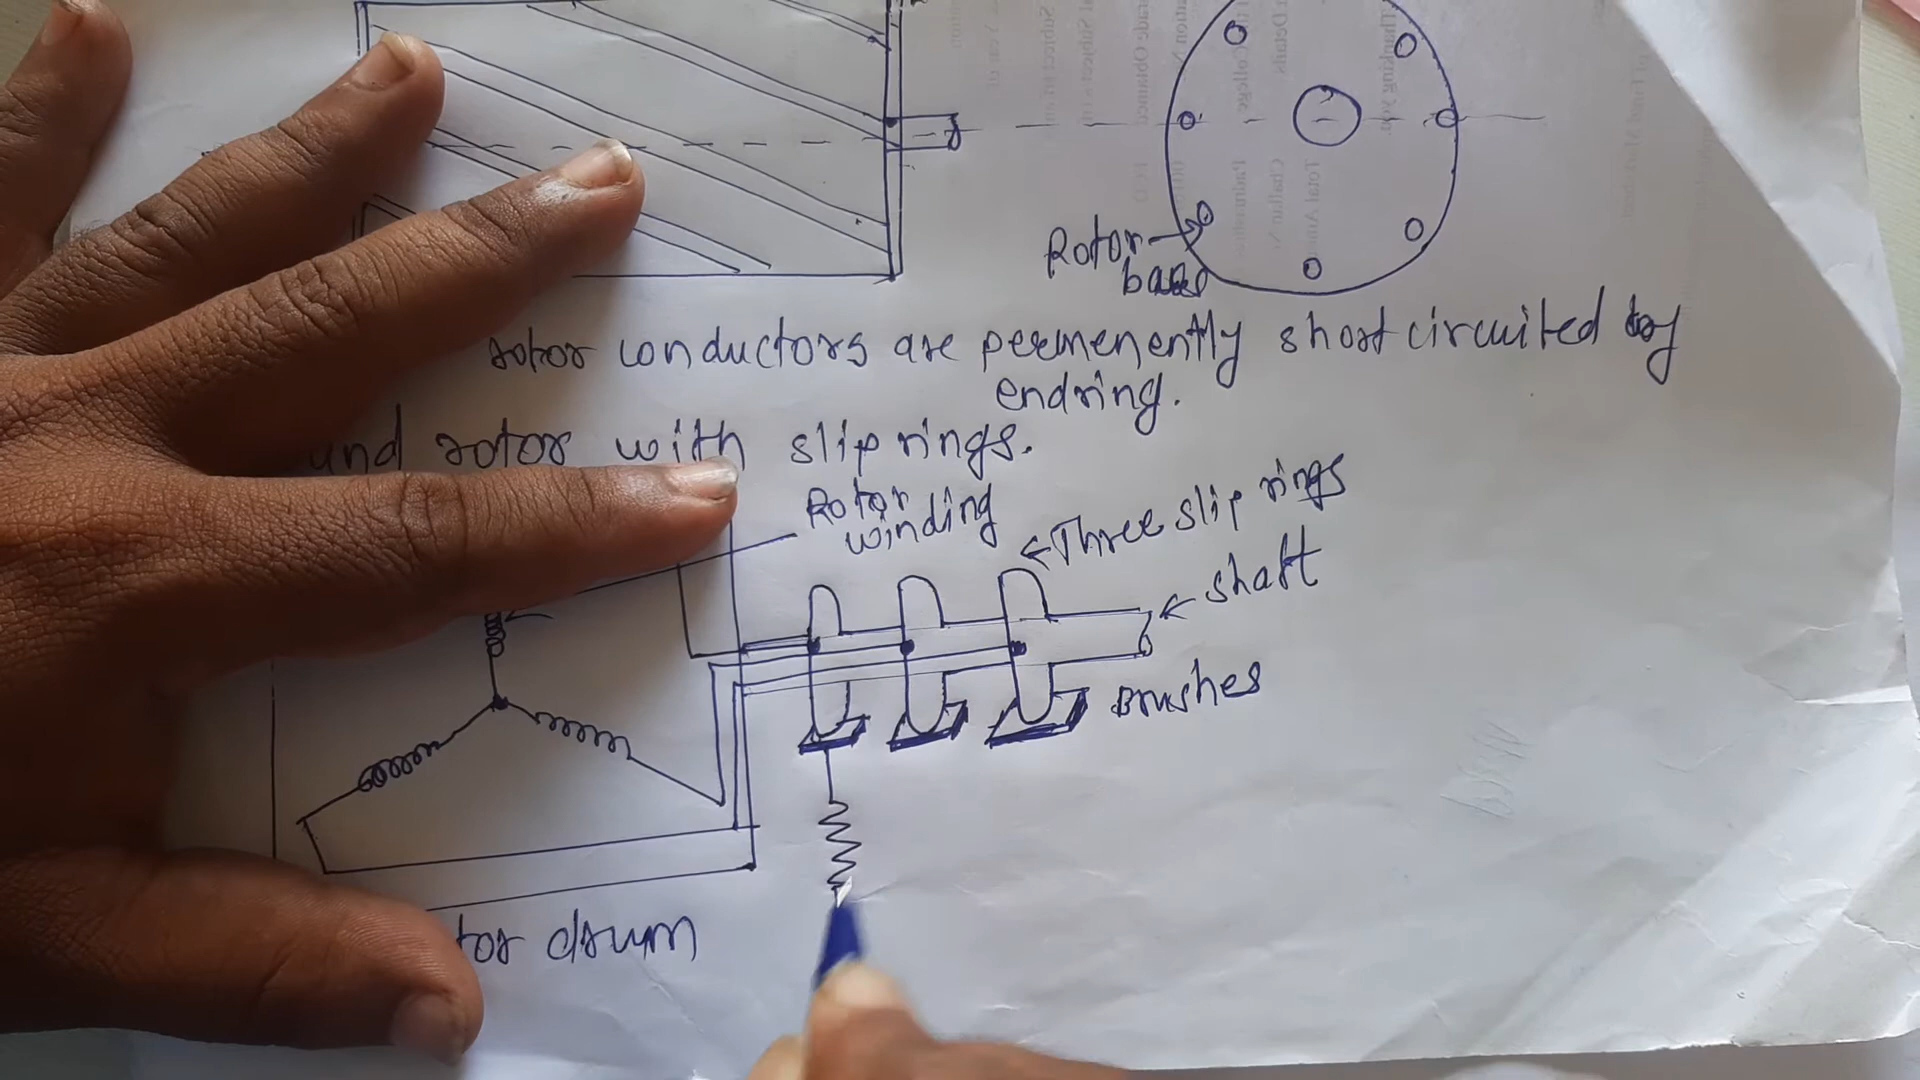 Rotor
bars
rotor conductors are permenently short circuited by
endring.
und rotor with slip rings.
Rotor
winding
Three slip rings
shaft
Brushes
tor drum